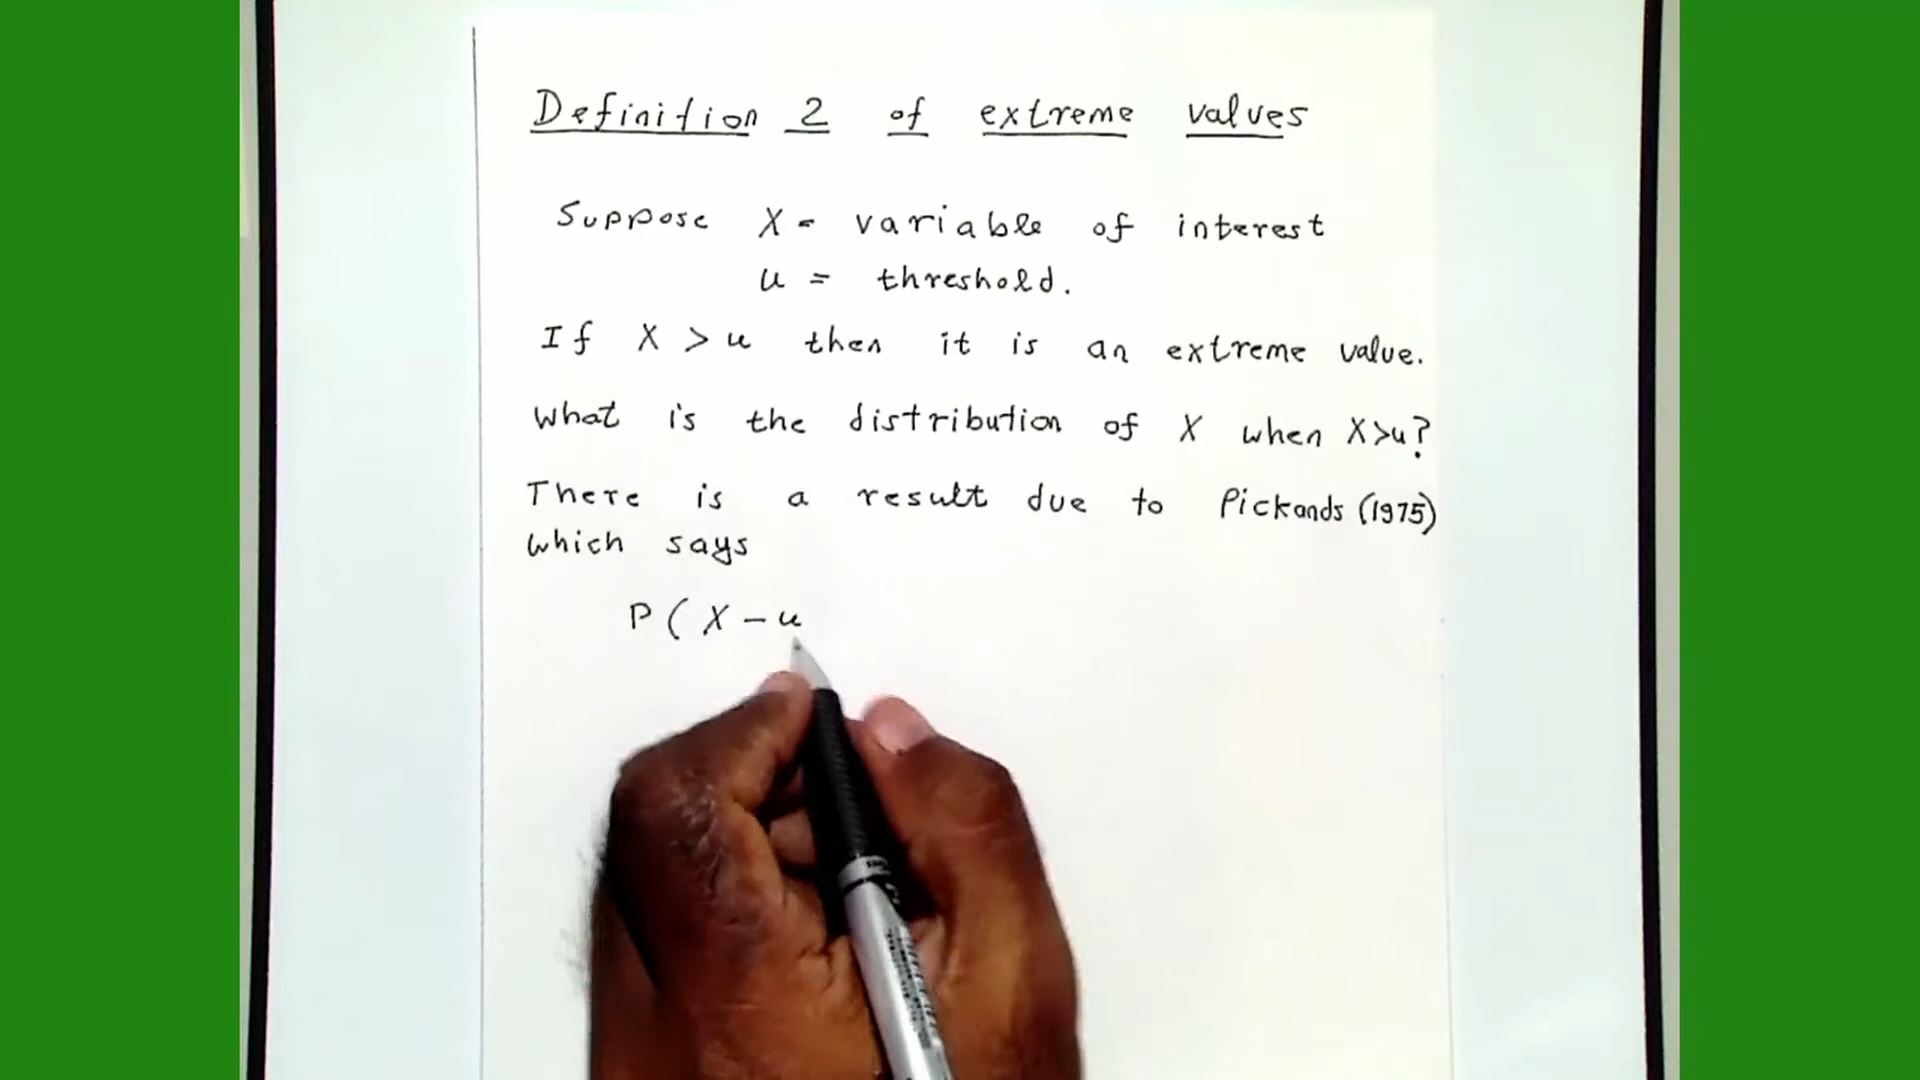 Definition 2 of extreme values
Suppose X = variable of interest
u = threshold.
If X > u then it is an extreme value.
What is the distribution of X when X>u?
There is a result due to Pickands (1975)
which says
P ( X - u